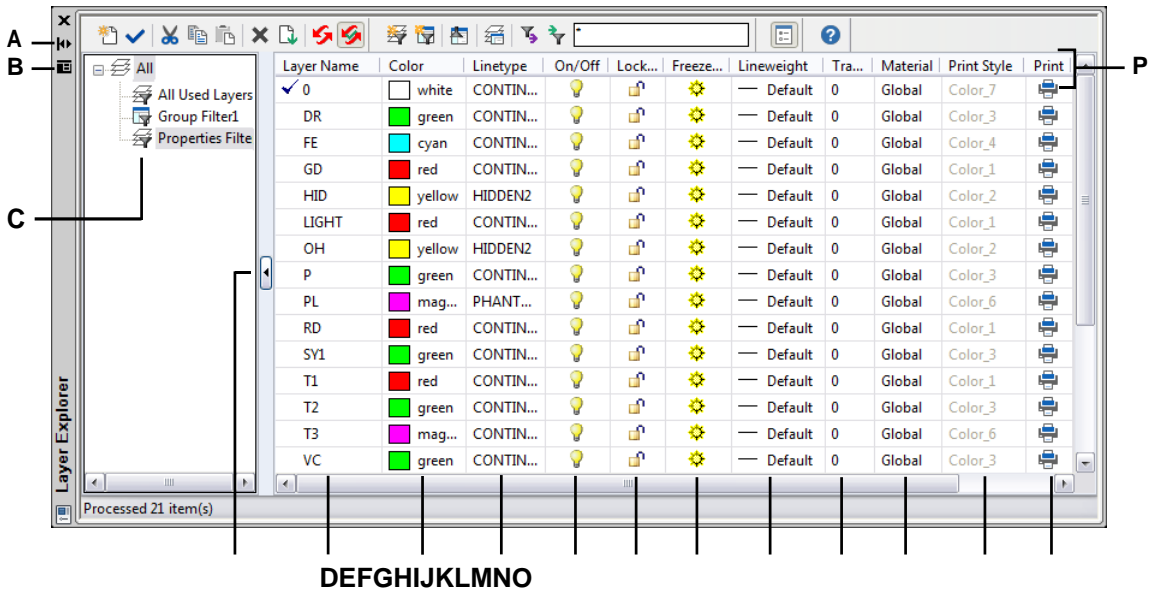 A
B
C
P
*
All
All Used Layers
Group Filter1
Properties Filte
Layer Name Color Linetype On/Off Lock... Freeze... Lineweight Tra... Material Print Style Print
0 white CONTIN... Default 0 Global Color_7
DR green CONTIN... Default 0 Global Color_3
FE cyan CONTIN... Default 0 Global Color_4
GD red CONTIN... Default 0 Global Color_1
HID yellow HIDDEN2 Default 0 Global Color_2
LIGHT red CONTIN... Default 0 Global Color_1
OH yellow HIDDEN2 Default 0 Global Color_2
P green CONTIN... Default 0 Global Color_3
PL mag... PHANT... Default 0 Global Color_6
RD red CONTIN... Default 0 Global Color_1
SY1 green CONTIN... Default 0 Global Color_3
T1 red CONTIN... Default 0 Global Color_1
T2 green CONTIN... Default 0 Global Color_3
T3 mag... CONTIN... Default 0 Global Color_6
VC green CONTIN... Default 0 Global Color_3
Layer Explorer
Processed 21 item(s)
DEFGHIJKLMNO